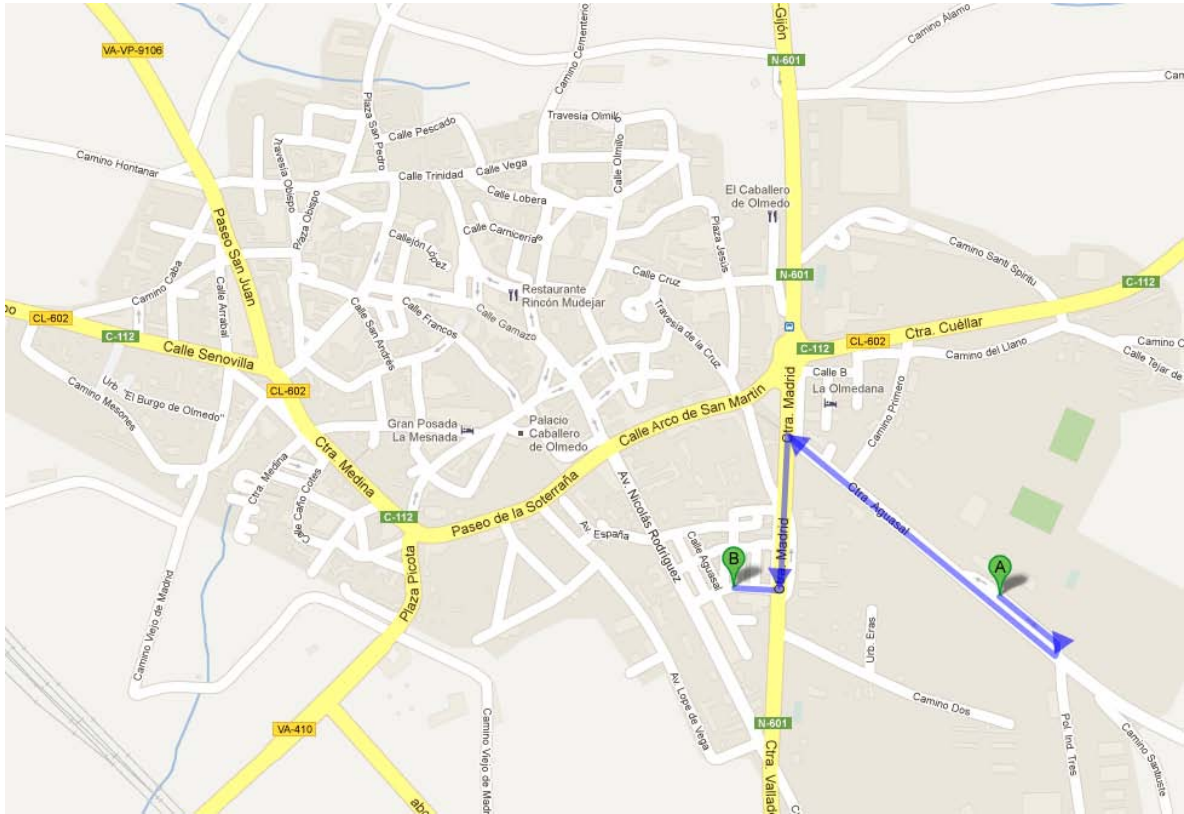 VA-VP-9106
-Gijón
N-601
Camino Álamo
Camino Cementerio
Plaza San Pedro
Calle Pescado
Travesía Olmillo
Calle Olmillo
Camino Hontanar
Travesía Obispo
Calle Vega
Calle Trinidad
Calle Lobera
El Caballero
de Olmedo
Plaza Obispo
Callejón López
Calle Carnicerías
Plaza Jesús
Camino Santi Spiritu
Paseo San Juan
Camino Caba
Calle Arrabal
Calle Cruz
N-601
C-112
Restaurante
Rincón Mudejar
Calle Gamazo
Calle Francos
Calle San Andrés
Travesía de la Cruz
CL-602
C-112
Calle Senovilla
Ctra. Cuéllar
CL-602
C-112
Camino del Llano
Calle Tejar de
Calle B
La Olmedana
Camino Primero
Urb. "El Burgo de Olmedo"
Camino Mesones
CL-602
Gran Posada
La Mesnada
Palacio
Caballero
de Olmedo
Calle Arco de San Martín
Ctra. Madrid
Ctra. Medina
Ctra. Medina
Calle Caño Cotes
C-112
Paseo de la Soterraña
Av. Nicolás Rodriguez
Av. España
Calle Aguasal
Ctra. Madrid
Ctra. Madrid
Ctra. Aguasal
B
A
Plaza Picota
Camino Viejo de Madrid
Urb. Eras
Camino Dos
Av. Lope de Vega
VA-410
Camino Viejo de Madr
N-601
Ctra. Vallado
Pol. Ind. Tres
Camino Santiuste